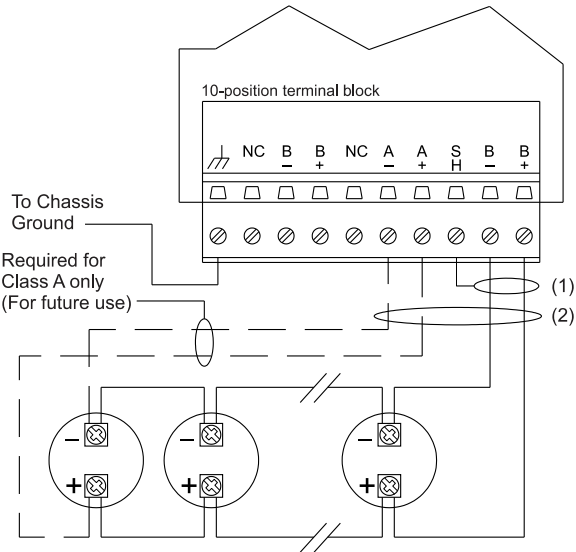 10-position terminal block
NC B NC A A S B B
B
− + − + H − +
To Chassis
Ground
Required for
Class A only
(For future use)
(1)
(2)
− − −
+ + +